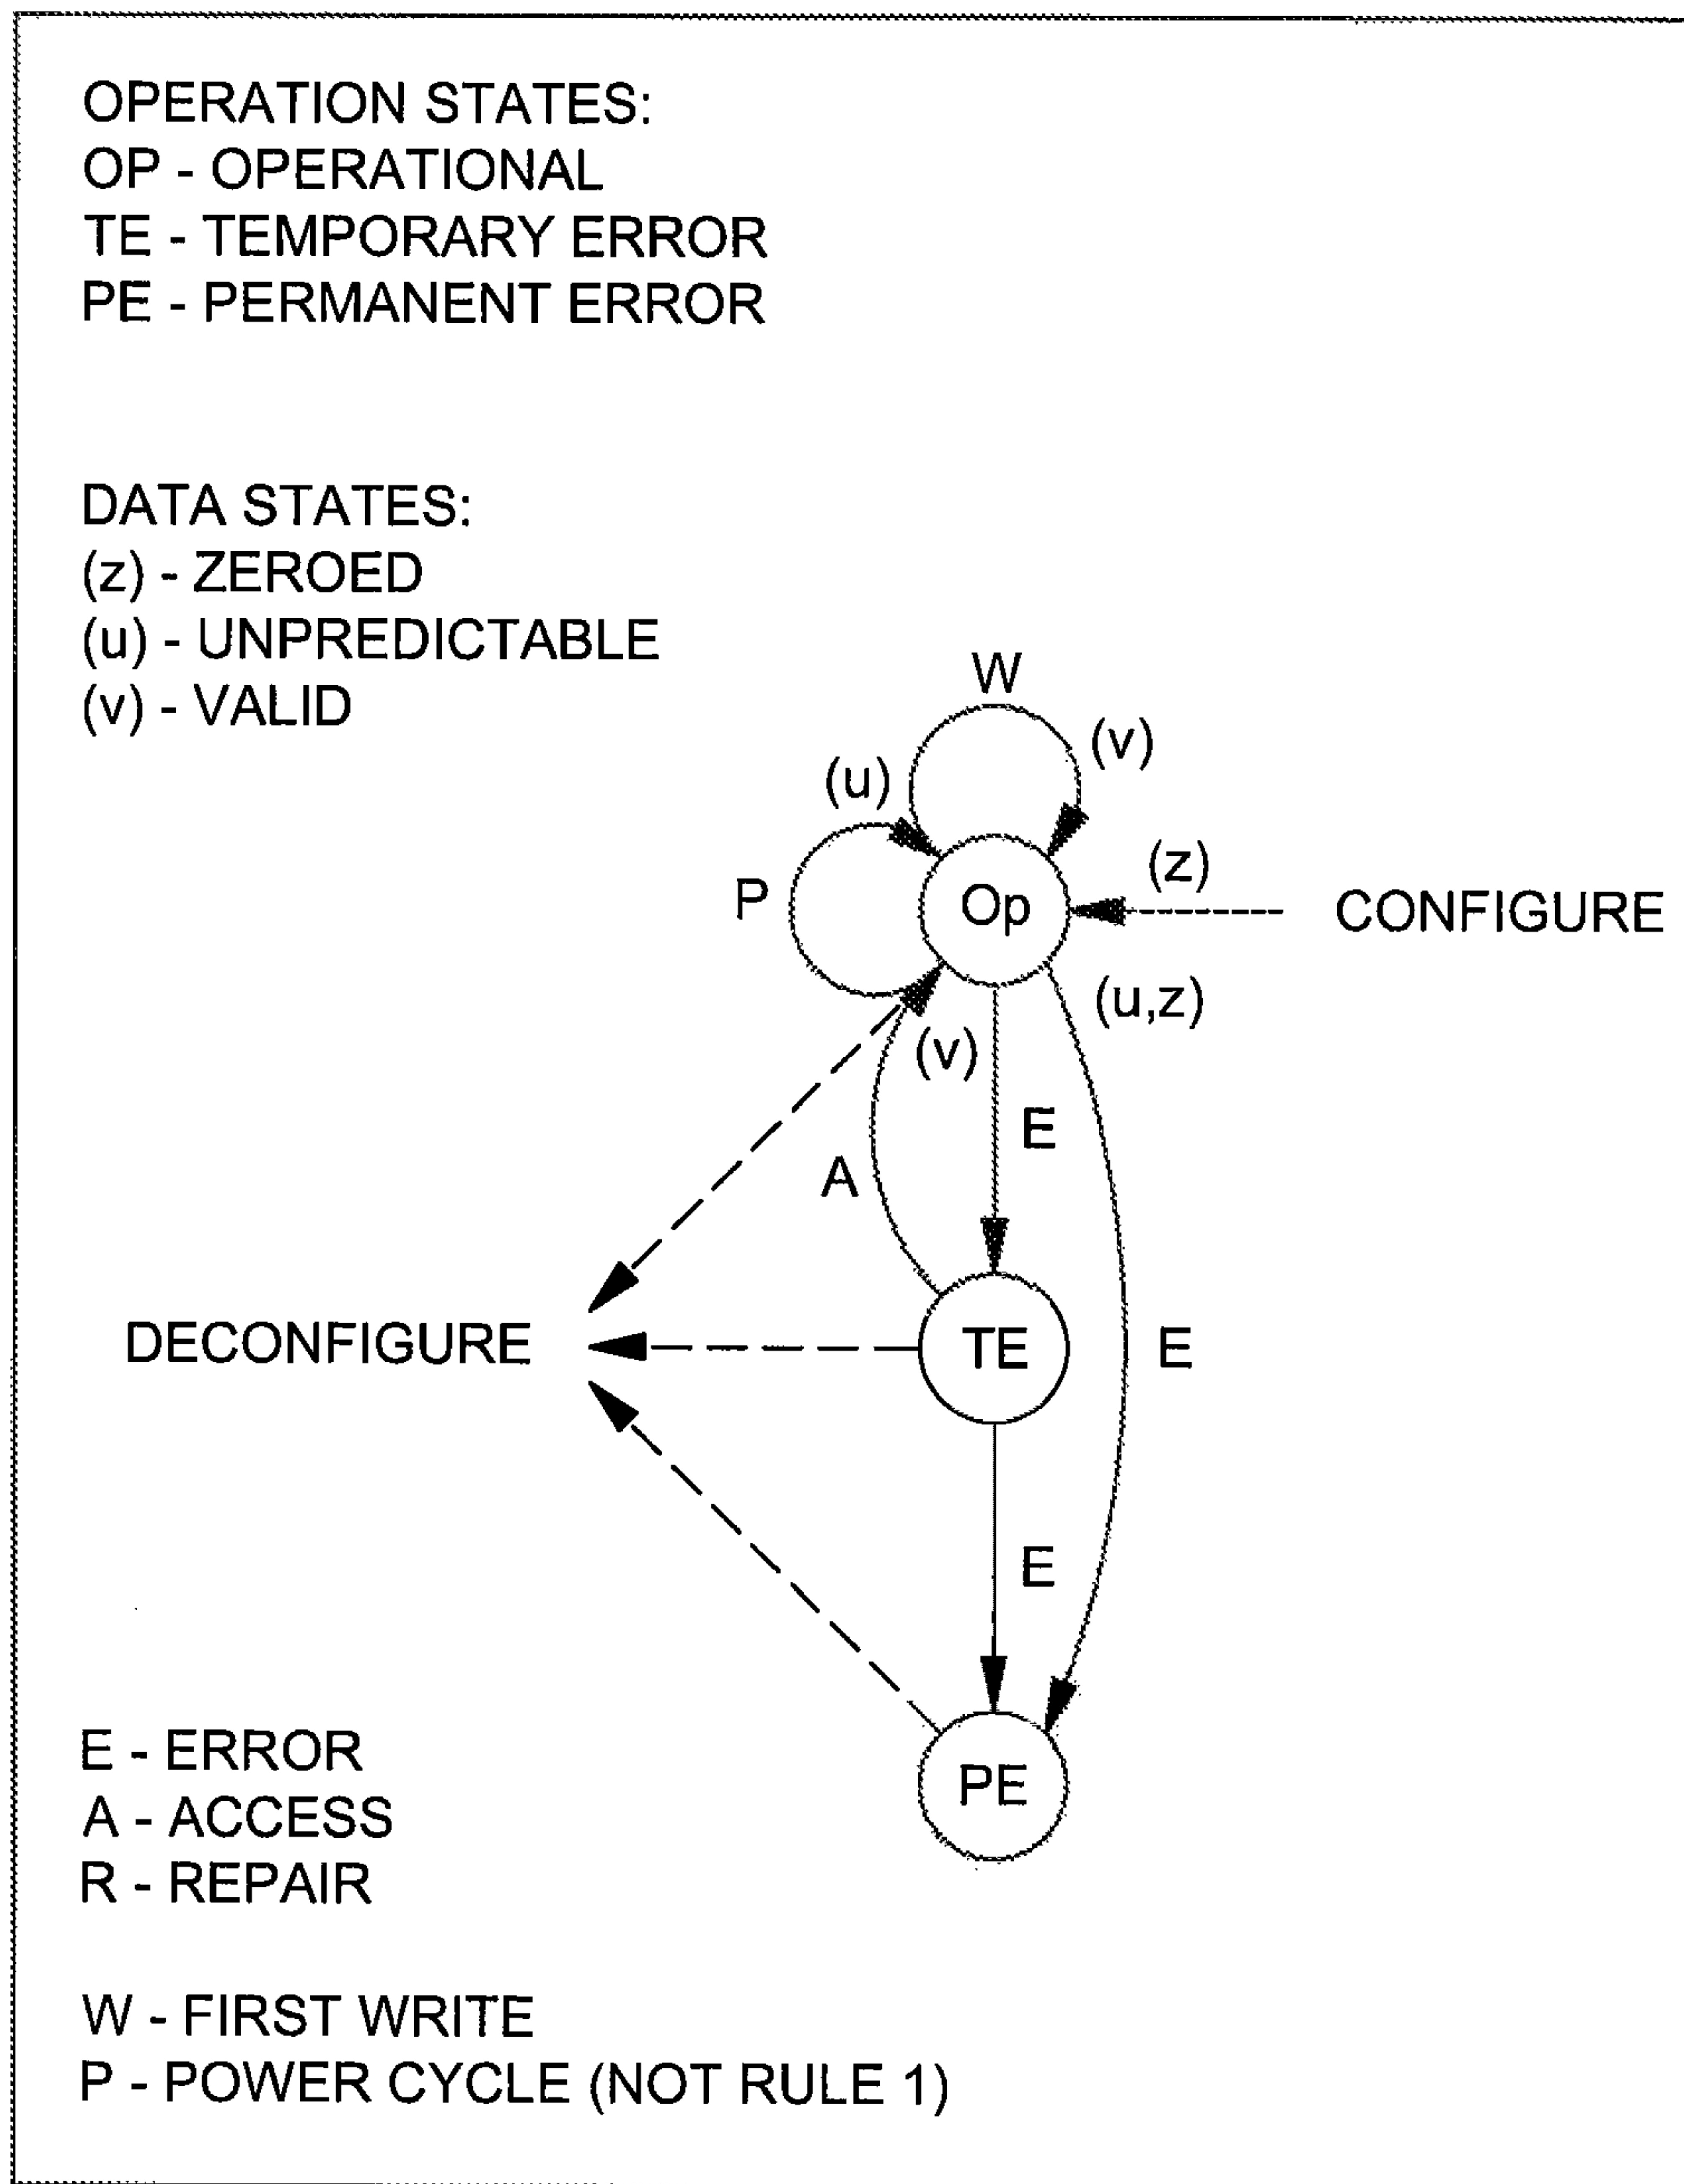 OPERATION STATES:
OP - OPERATIONAL
TE - TEMPORARY ERROR
PE - PERMANENT ERROR
DATA STATES:
(z) - ZEROED
(u) - UNPREDICTABLE
(v) - VALID
W
(v)
(u)
(z)
P
Op
CONFIGURE
(u,z)
(v)
E
A
DECONFIGURE
TE
E
E
PE
E - ERROR
A - ACCESS
R - REPAIR
W - FIRST WRITE
P - POWER CYCLE (NOT RULE 1)